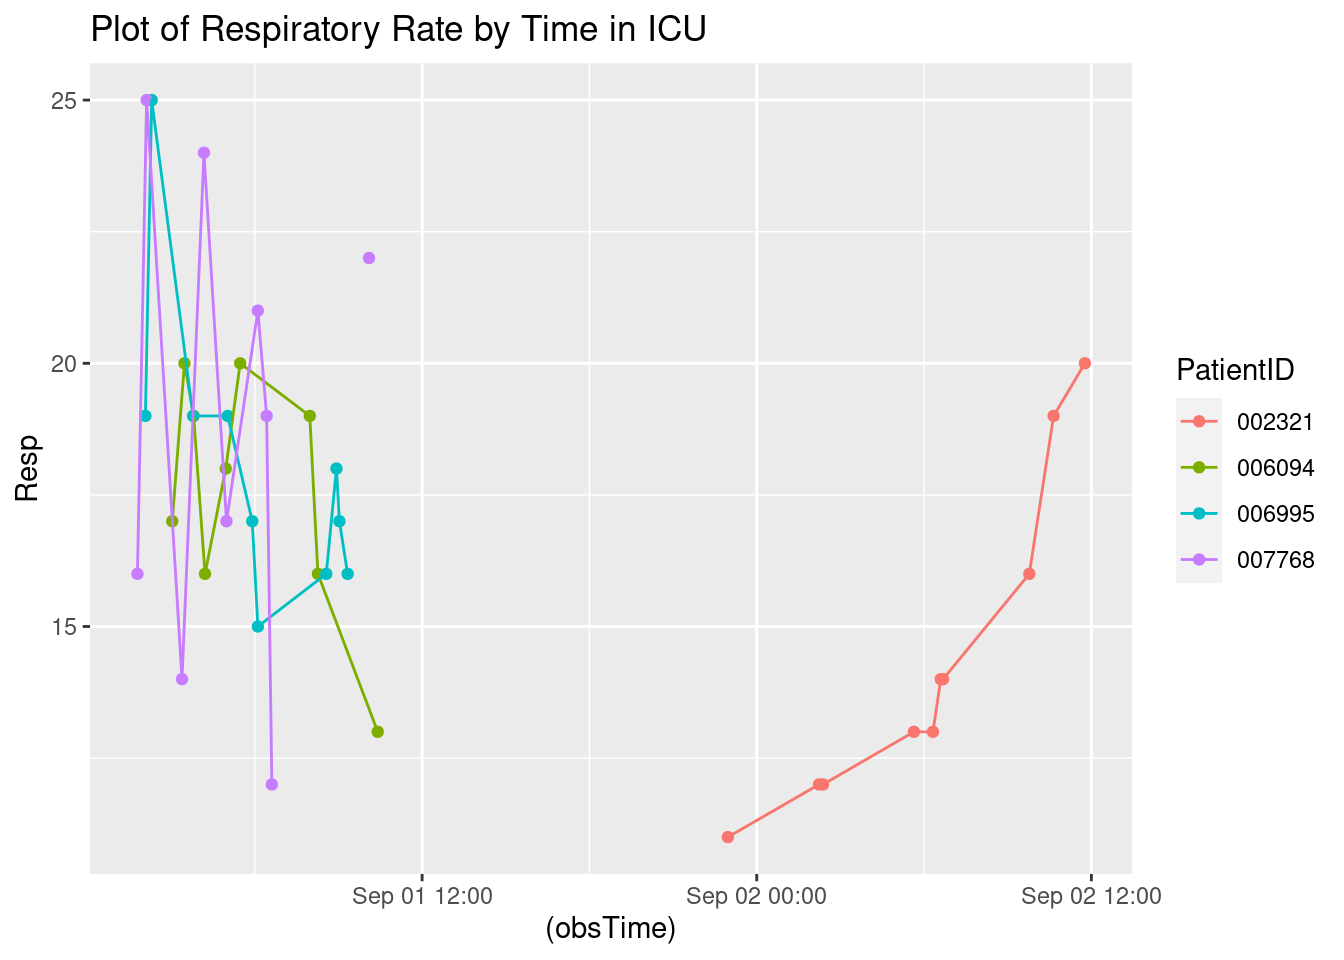 Plot of Respiratory Rate by Time in ICU
25
20
15
Resp
Sep 01 12:00
Sep 02 00:00
Sep 02 12:00
(obsTime)
PatientID
002321
006094
006995
007768